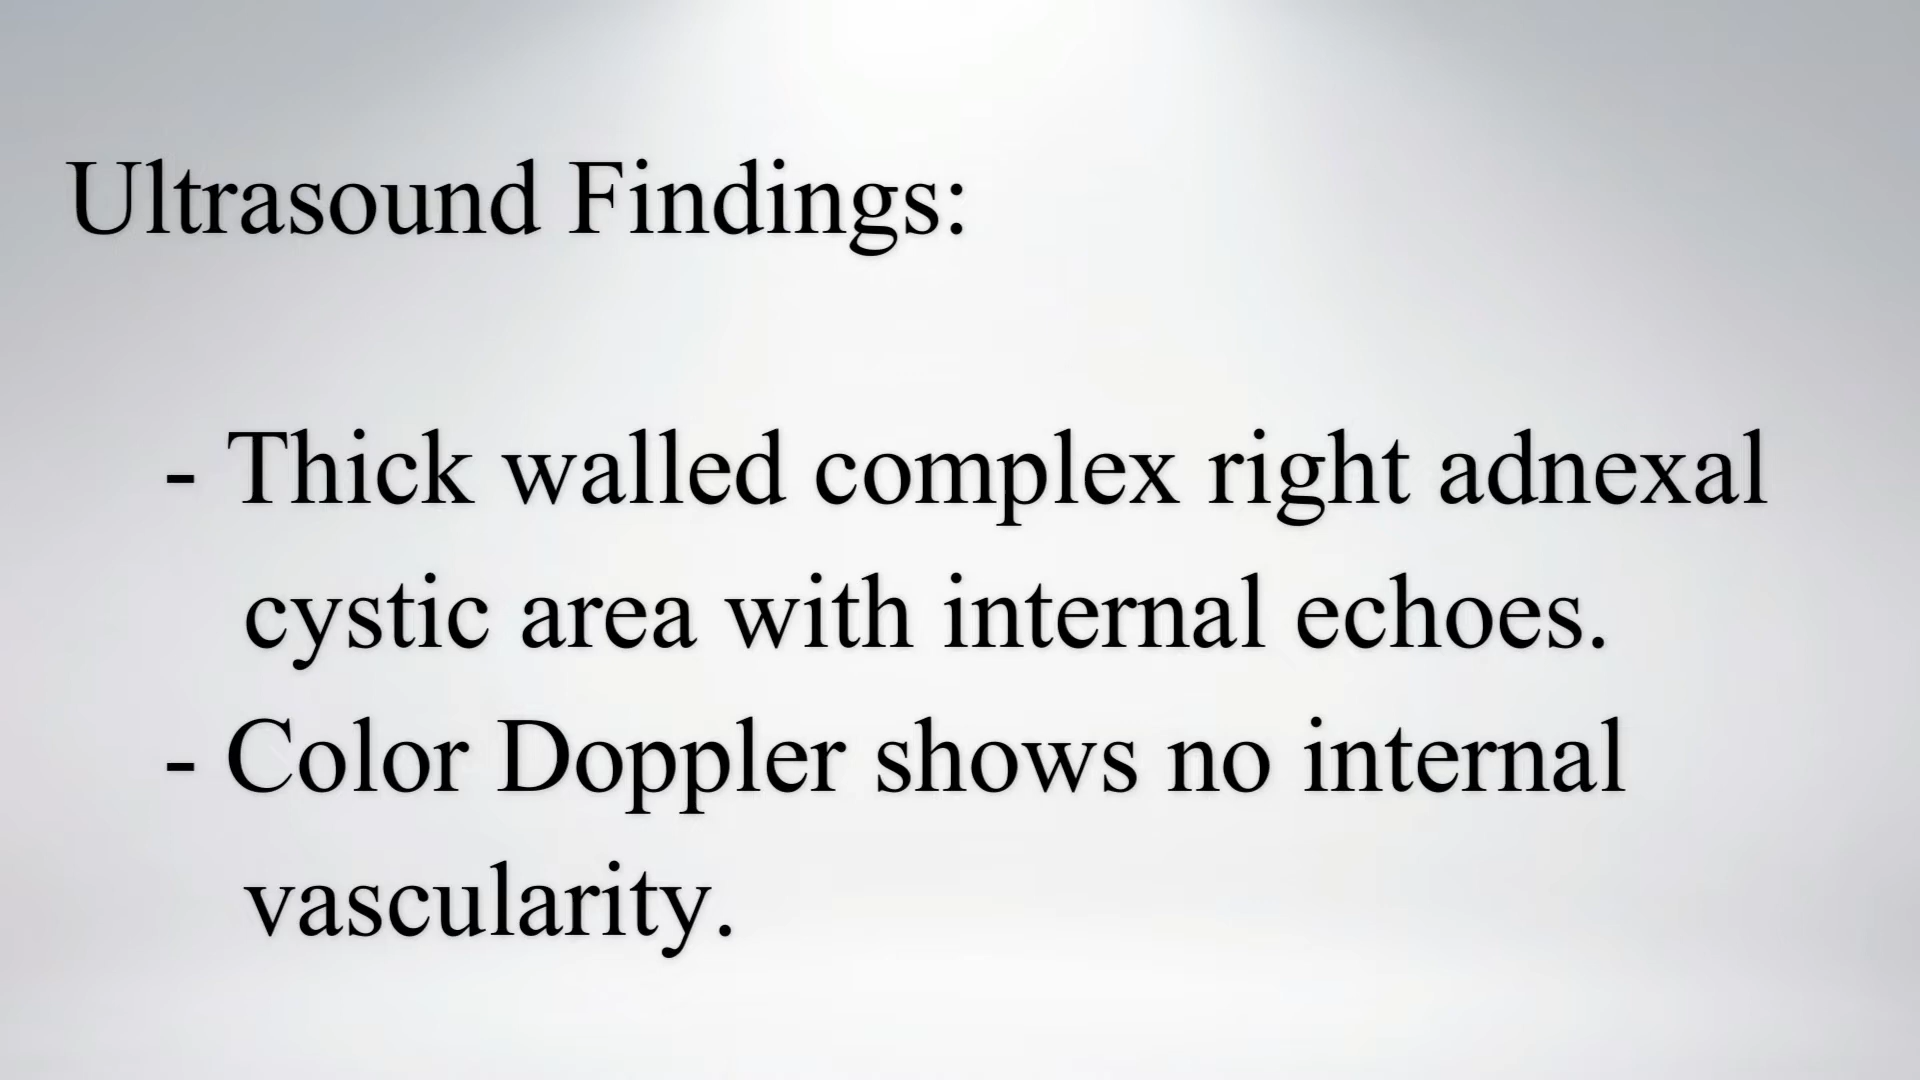 Ultrasound Findings:
- Thick walled complex right adnexal
cystic area with internal echoes.
- Color Doppler shows no internal
vascularity.